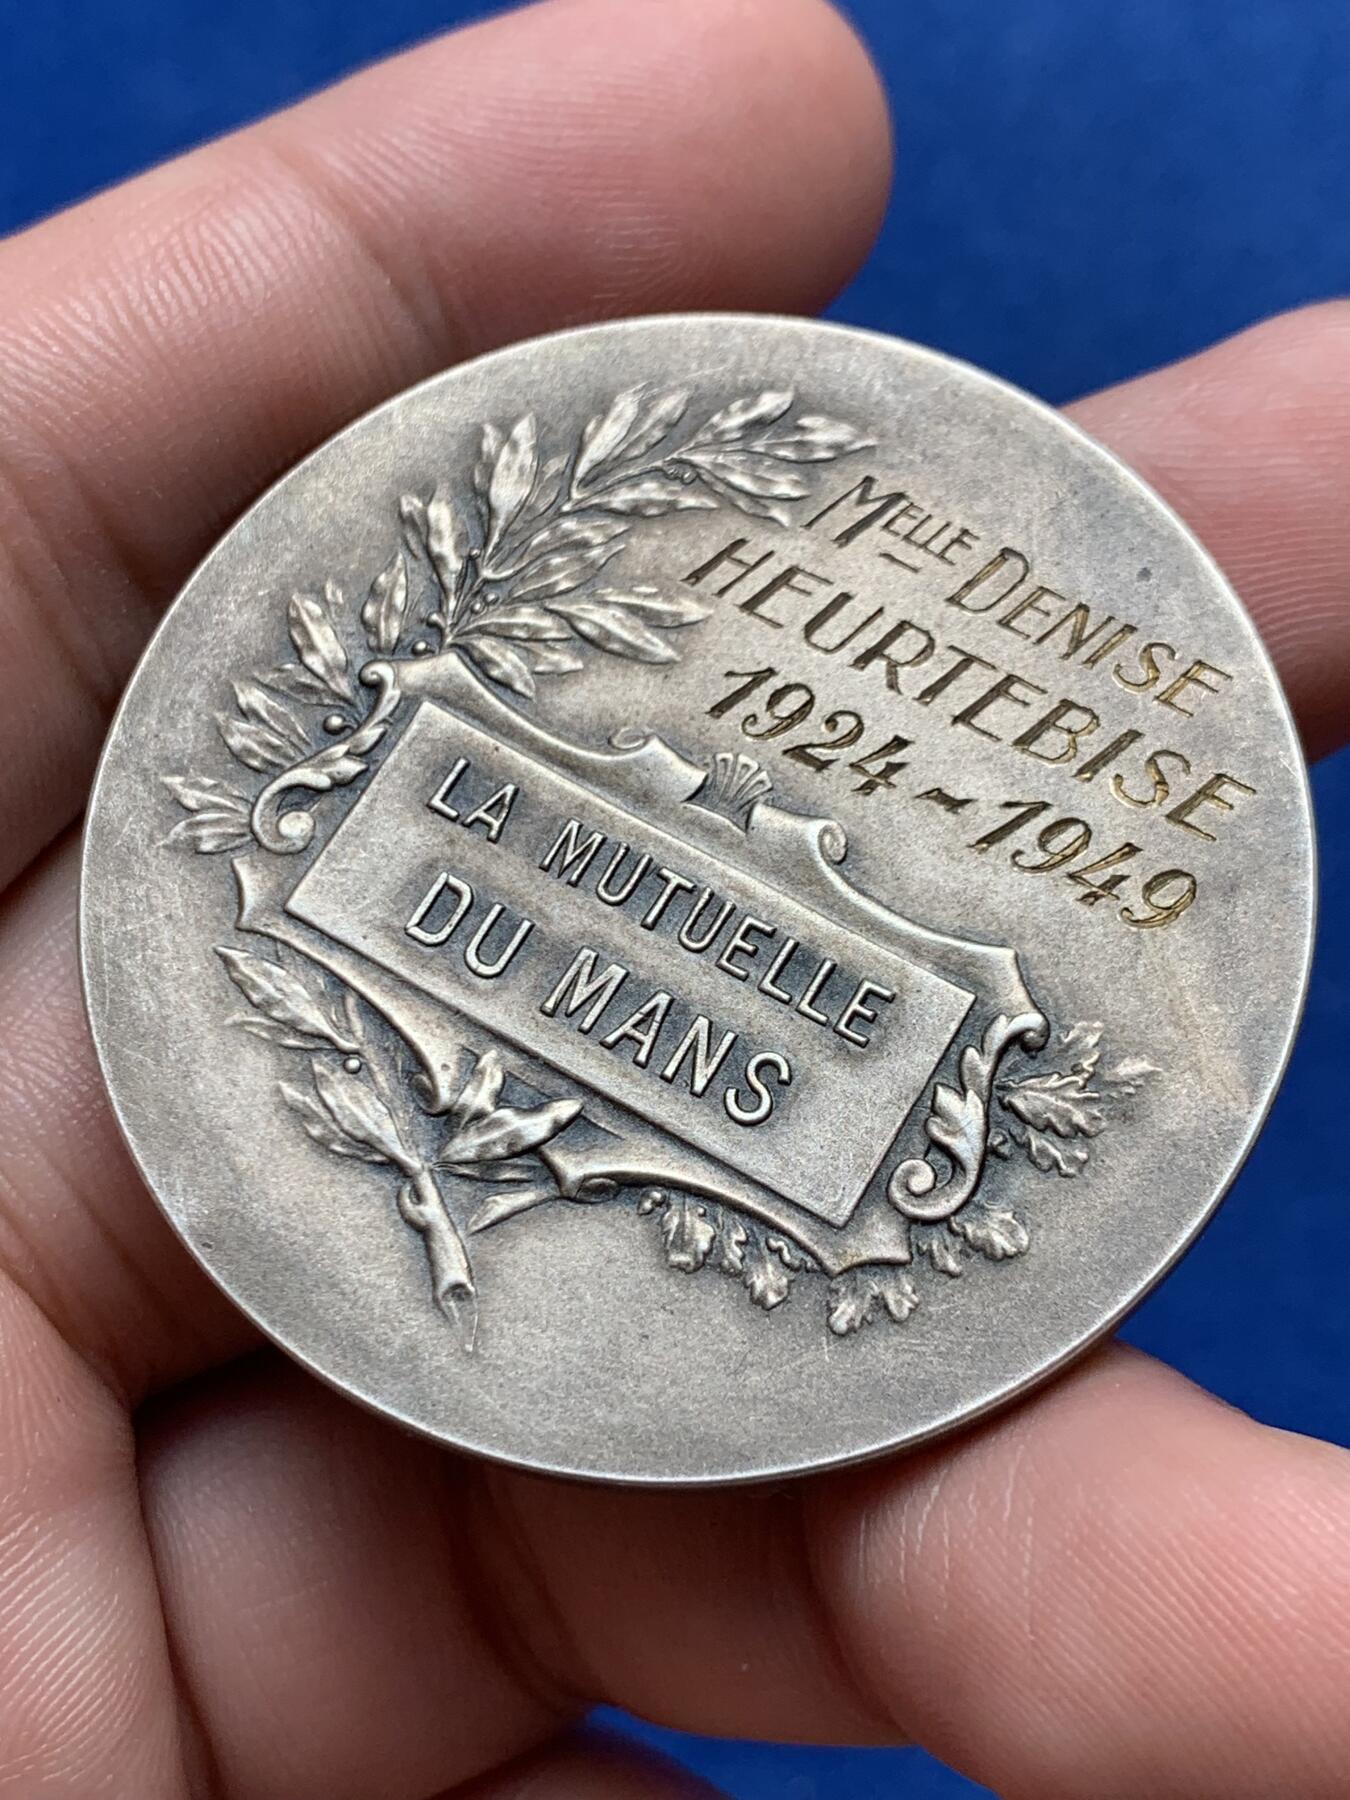 MELLE DENISE
HEURTEBISE
1924-1949
LA MUTUELLE
DU MANS